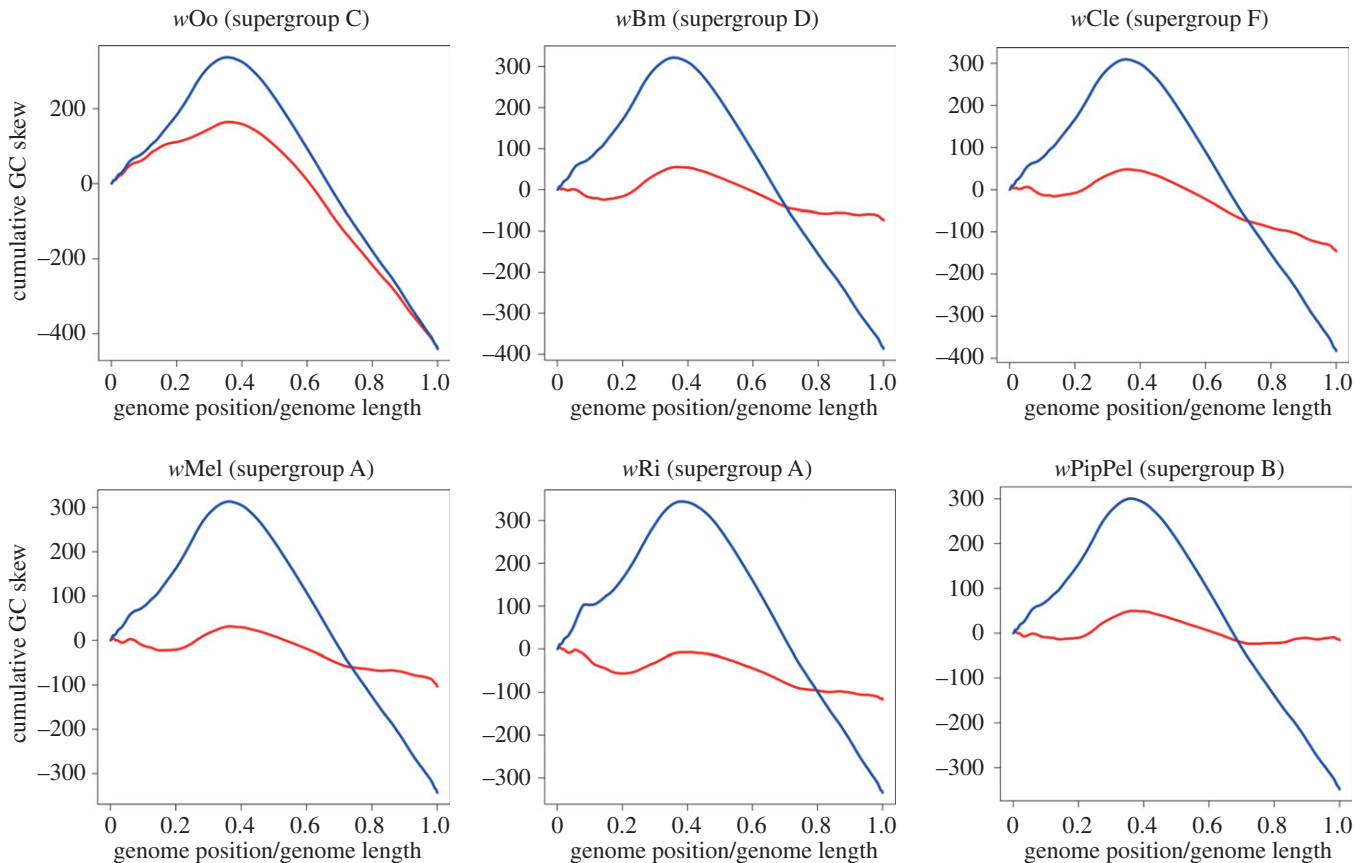 wOo (supergroup C)
cumulative GC skew
200
0
–200
–400
0 0.2 0.4 0.6 0.8 1.0
genome position/genome length
wBm (supergroup D)
300
200
100
0
–100
–200
–300
–400
0 0.2 0.4 0.6 0.8 1.0
genome position/genome length
wCle (supergroup F)
300
200
100
0
–100
–200
–300
–400
0 0.2 0.4 0.6 0.8 1.0
genome position/genome length
wMel (supergroup A)
cumulative GC skew
300
200
100
0
–100
–200
–300
0 0.2 0.4 0.6 0.8 1.0
genome position/genome length
wRi (supergroup A)
300
200
100
0
–100
–200
–300
0 0.2 0.4 0.6 0.8 1.0
genome position/genome length
wPipPel (supergroup B)
300
200
100
0
–100
–200
–300
0 0.2 0.4 0.6 0.8 1.0
genome position/genome length